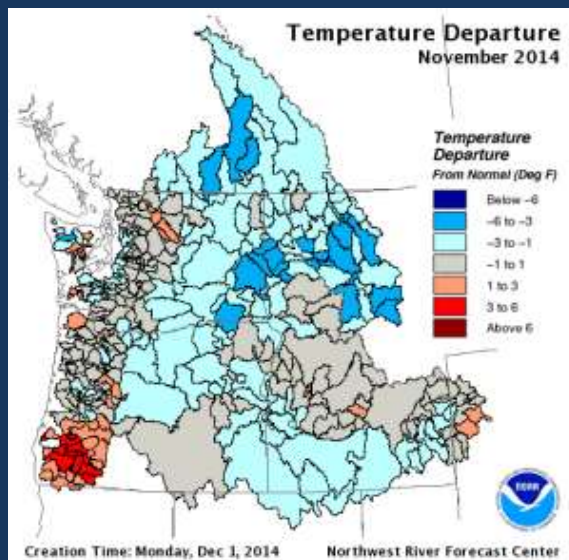 Temperature Departure
November 2014
Temperature
Departure
From Normal (Deg F)
Below -6
-6 to -3
-3 to -1
-1 to 1
1 to 3
3 to 6
Above 6
NOAA
Creation Time: Monday, Dec 1, 2014
Northwest River Forecast Center